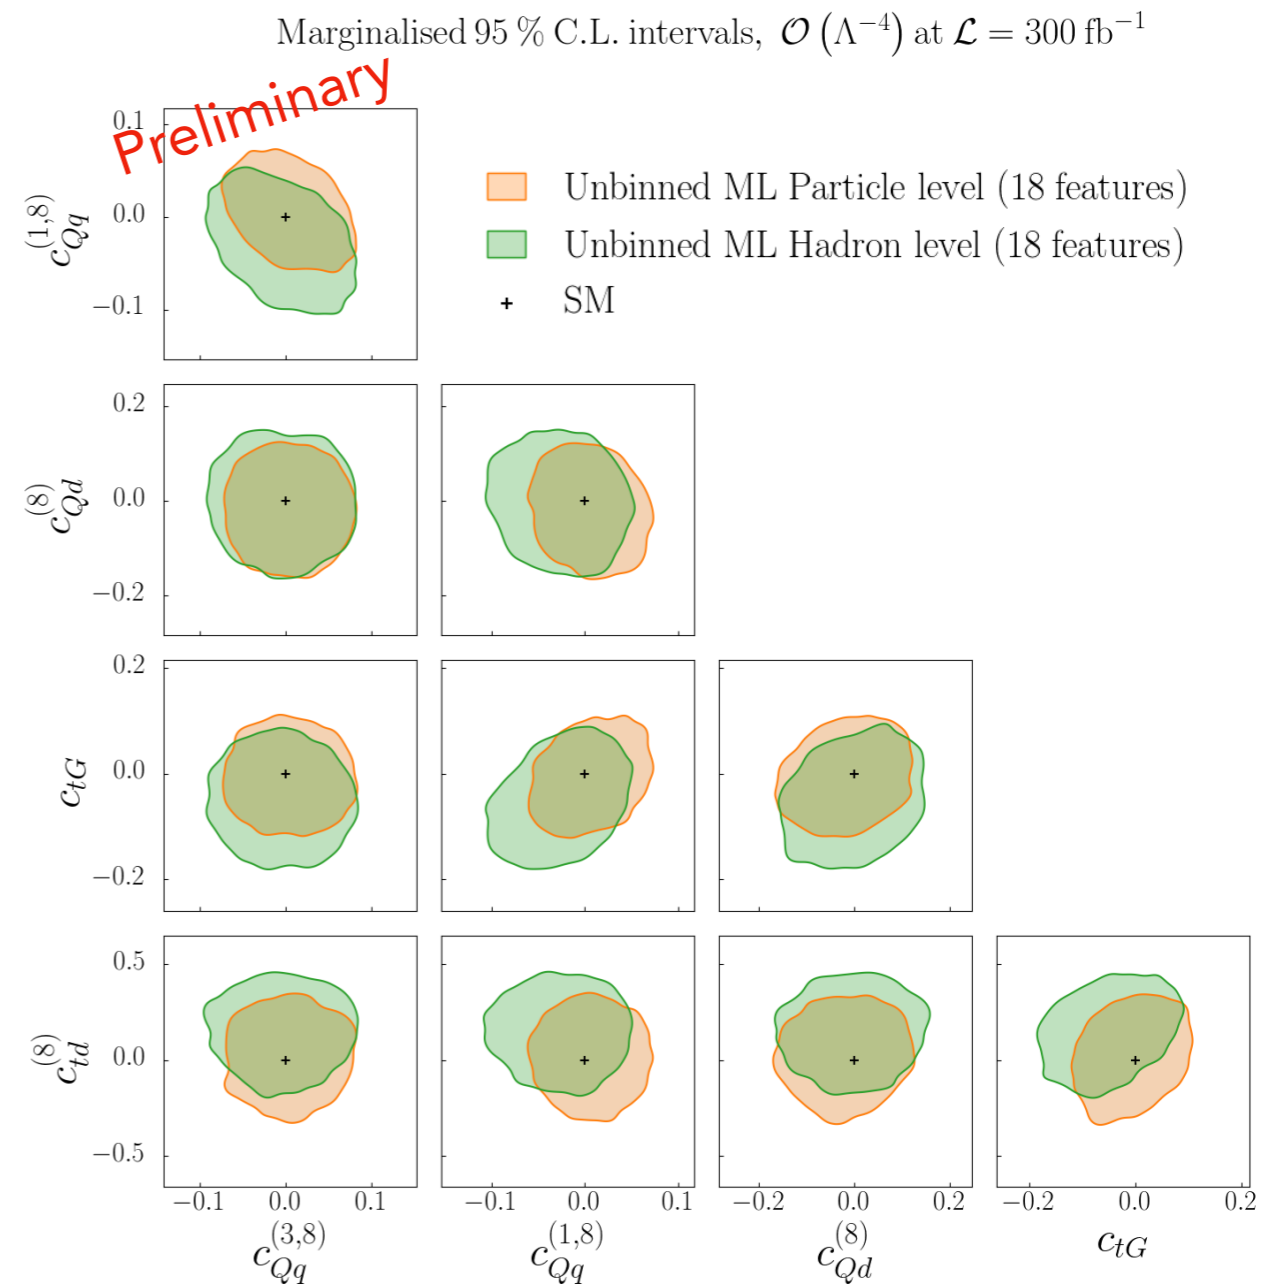 Marginalised 95 % C.L. intervals, 𝒪 (Λ⁻⁴) at ℒ = 300 fb⁻¹
Preliminary
Unbinned ML Particle level (18 features)
Unbinned ML Hadron level (18 features)
SM
0.1
0.0
−0.1
c_{Qq}^{(1,8)}
0.2
0.0
−0.2
c_{Qd}^{(8)}
0.2
0.0
−0.2
c_{tG}
0.5
0.0
−0.5
c_{td}^{(8)}
−0.1 0.0 0.1 −0.1 0.0 0.1 −0.2 0.0 0.2 −0.2 0.0 0.2
c_{Qq}^{(3,8)} c_{Qq}^{(1,8)} c_{Qd}^{(8)} c_{tG}